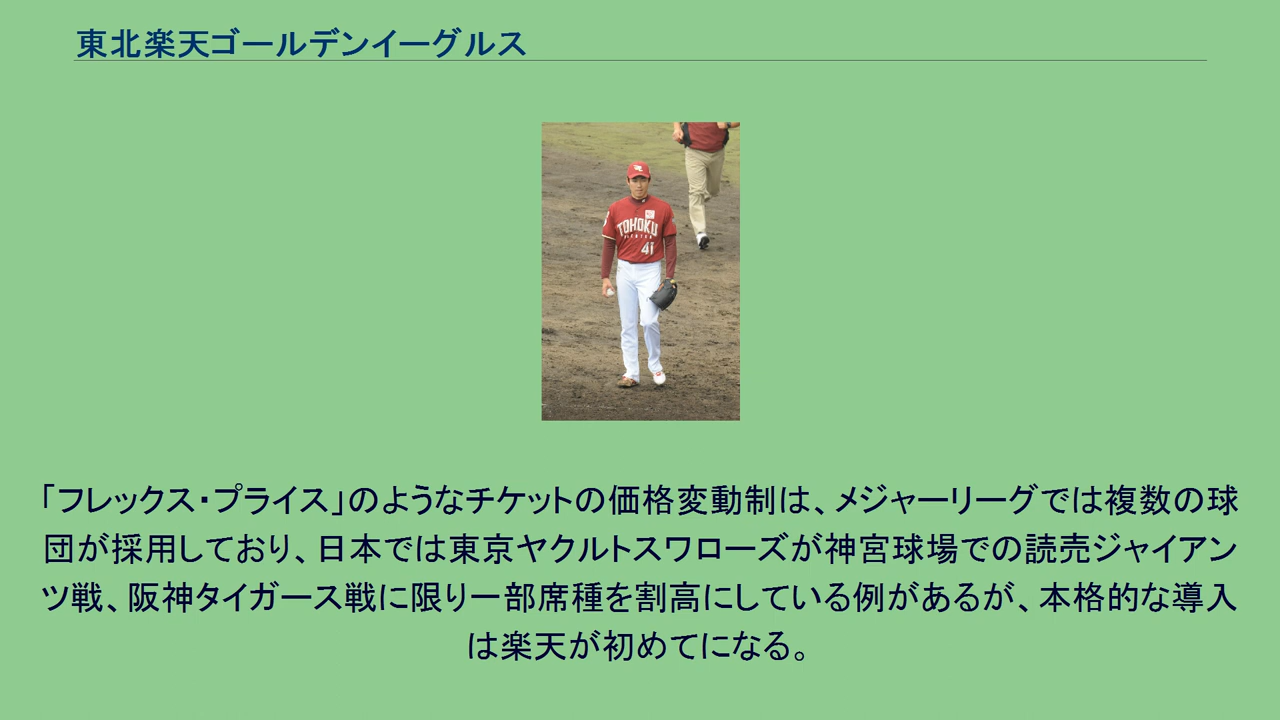 東北楽天ゴールデンイーグルス
TOHOKU
41
「フレックス・プライス」のようなチケットの価格変動制は、メジャーリーグでは複数の球
団が採用しており、日本では東京ヤクルトスワローズが神宮球場での読売ジャイアン
ツ戦、阪神タイガース戦に限り一部席種を割高にしている例があるが、本格的な導入
は楽天が初めてになる。